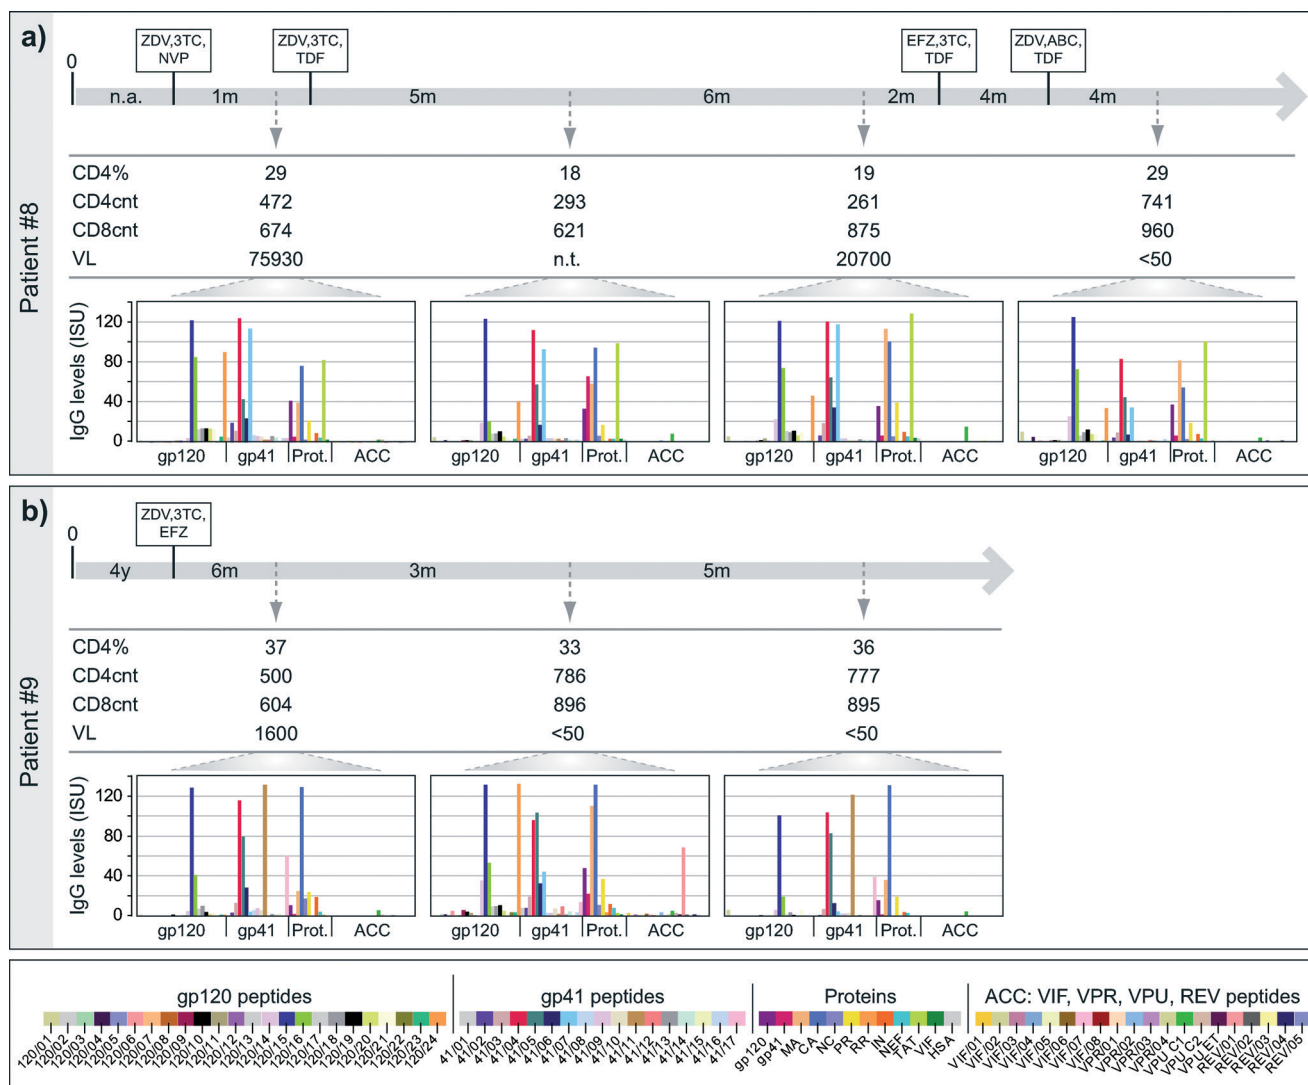 a)
Patient #8
0
ZDV,3TC,
NVP
ZDV,3TC,
TDF
EFZ,3TC,
TDF
ZDV,ABC,
TDF
n.a. 1m 5m 6m 2m 4m 4m
CD4% 29 18 19 29
CD4cnt 472 293 261 741
CD8cnt 674 621 875 960
VL 75930 n.t. 20700 <50
IgG levels (ISU)
120
80
40
0
gp120 gp41 Prot. ACC gp120 gp41 Prot. ACC gp120 gp41 Prot. ACC gp120 gp41 Prot. ACC
b)
Patient #9
0
ZDV,3TC,
EFZ
4y 6m 3m 5m
CD4% 37 33 36
CD4cnt 500 786 777
CD8cnt 604 896 895
VL 1600 <50 <50
IgG levels (ISU)
120
80
40
0
gp120 gp41 Prot. ACC gp120 gp41 Prot. ACC gp120 gp41 Prot. ACC
gp120 peptides gp41 peptides Proteins ACC: VIF, VPR, VPU, REV peptides
120/01 120/02 120/03 120/04 120/05 120/06 120/07 120/08 120/09 120/10 120/11 120/12 120/13 120/14 120/15 120/16 120/17 120/18 120/19 120/20 120/21 120/22 120/23 120/24
41/01 41/02 41/03 41/04 41/05 41/06 41/07 41/08 41/09 41/10 41/11 41/12 41/13 41/14 41/15 41/16 41/17
gp120 gp41 MA CA NC PR RR IN NEF TAT VIF HSA
VIF/01 VIF/02 VIF/03 VIF/04 VIF/05 VIF/06 VIF/07 VIF/08 VPR/01 VPR/02 VPR/03 VPR/04 VPU C1 VPU C2 VPU ET REV/01 REV/02 REV/03 REV/04 REV/05